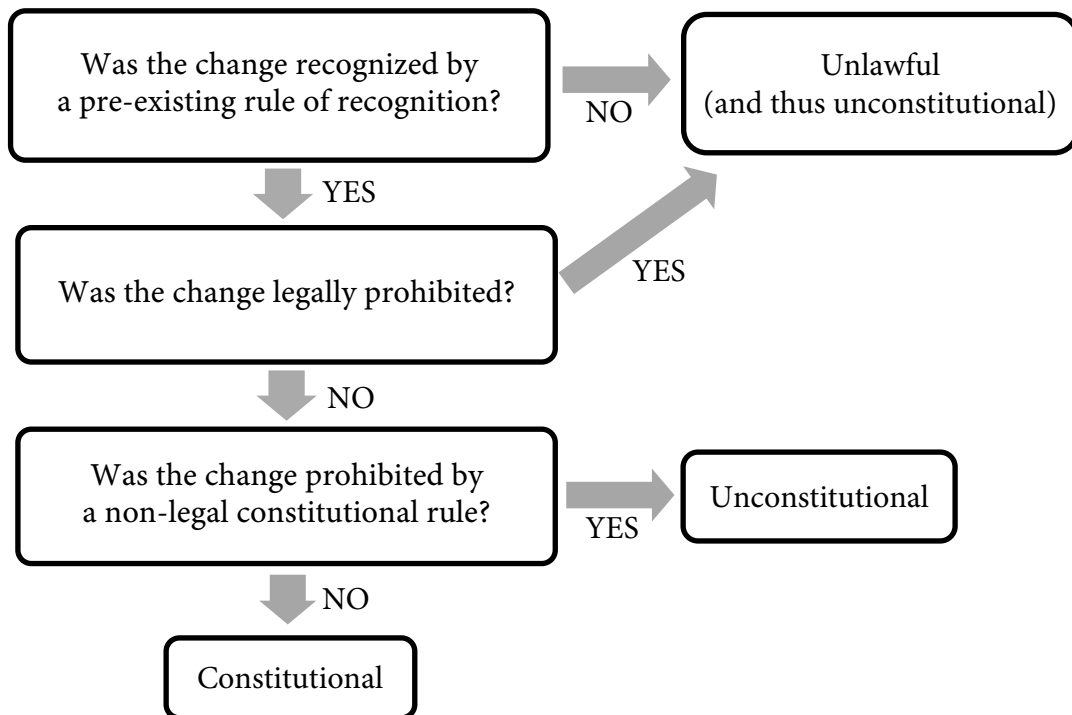 Was the change recognized by
a pre-existing rule of recognition?
NO
Unlawful
(and thus unconstitutional)
YES
Was the change legally prohibited?
YES
NO
Was the change prohibited by
a non-legal constitutional rule?
YES
Unconstitutional
NO
Constitutional